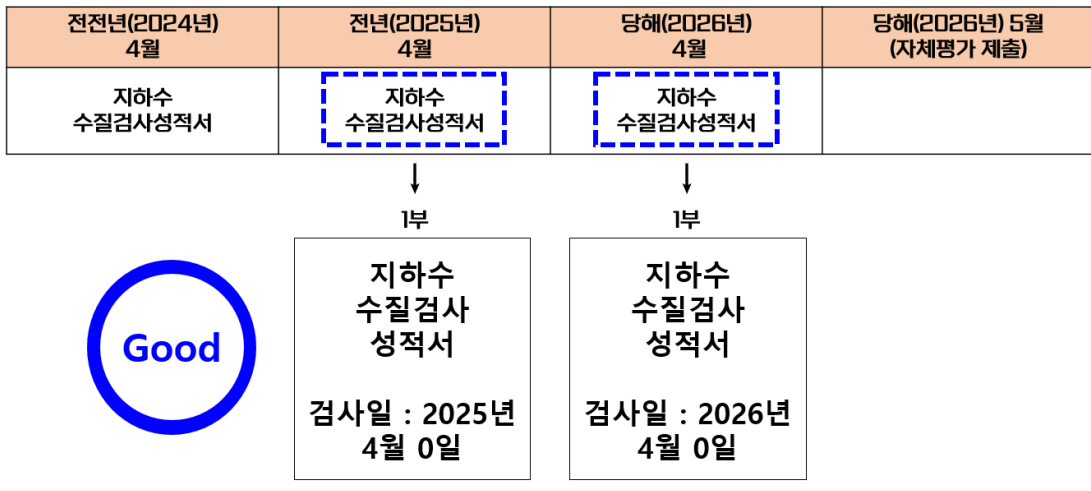 전전년(2024년)
4월
전년(2025년)
4월
당해(2026년)
4월
당해(2026년) 5월
(자체평가 제출)
지하수
수질검사성적서
지하수
수질검사성적서
지하수
수질검사성적서
1부
1부
Good
지하수
수질검사
성적서
검사일 : 2025년
4월 0일
지하수
수질검사
성적서
검사일 : 2026년
4월 0일